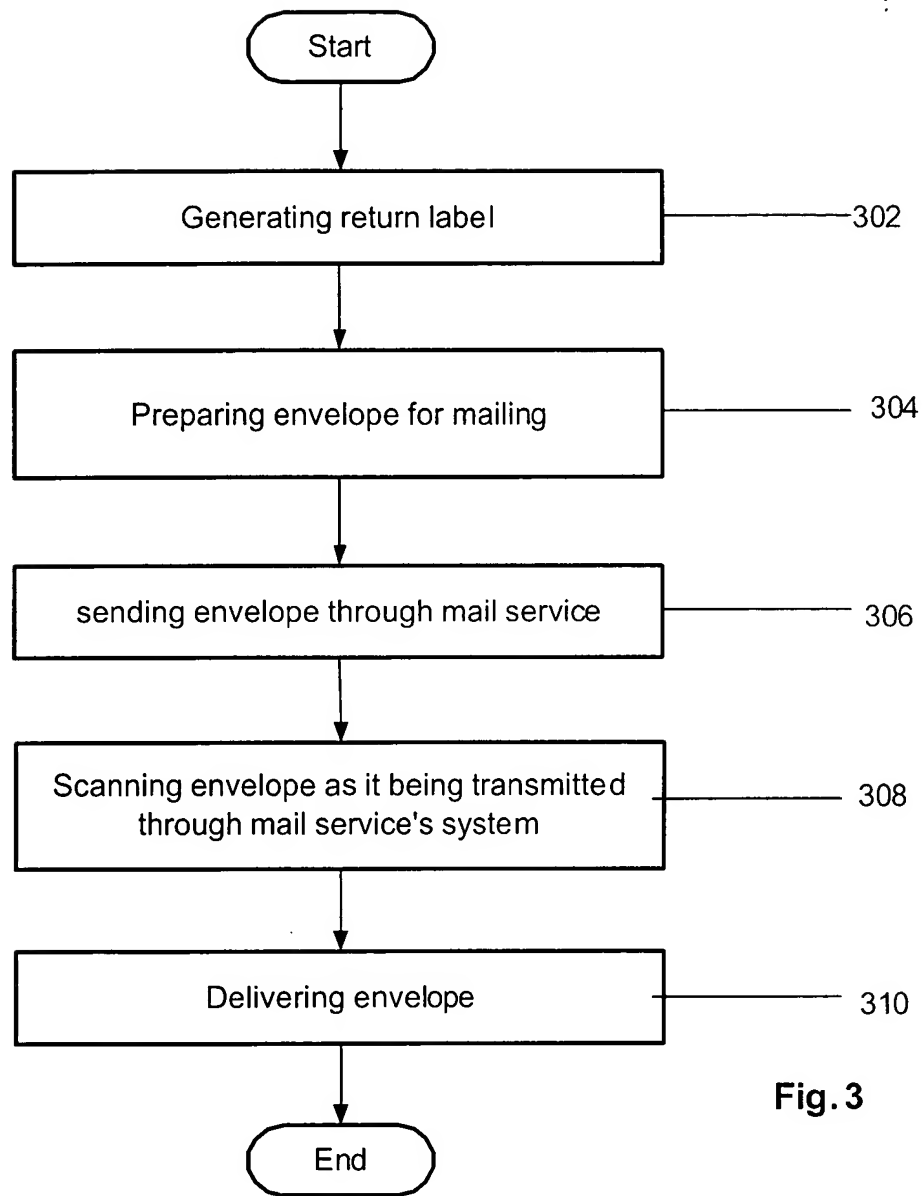 Start
Generating return label
302
Preparing envelope for mailing
304
sending envelope through mail service
306
Scanning envelope as it being transmitted
through mail service's system
308
Delivering envelope
310
Fig. 3
End